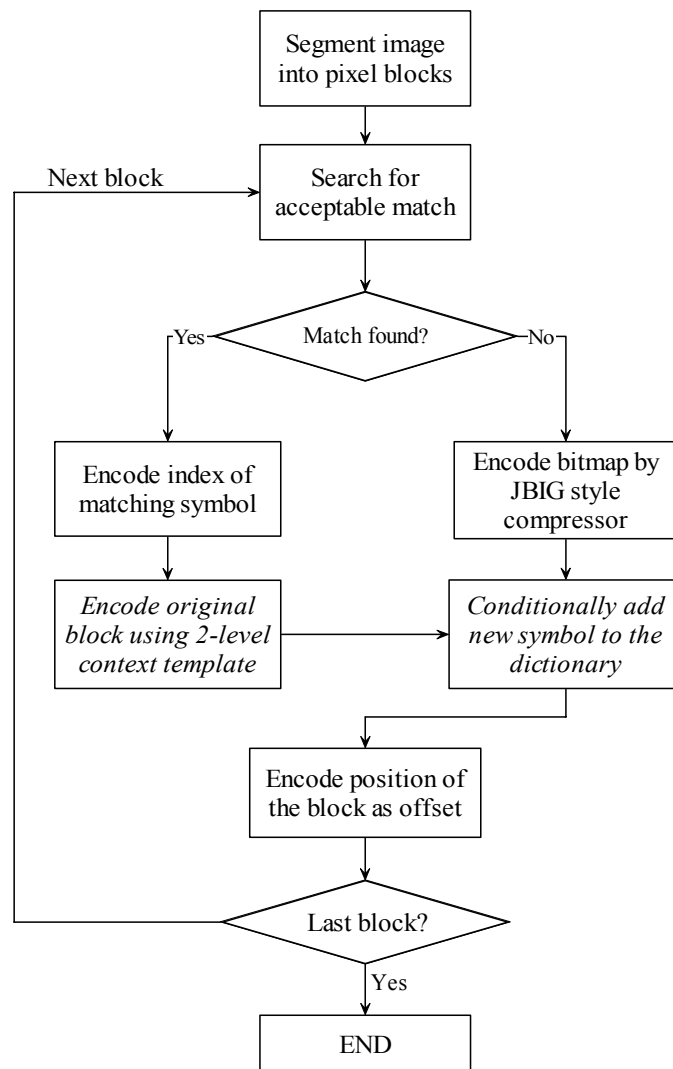 Segment image
into pixel blocks
Next block
Search for
acceptable match
Yes
Match found?
No
Encode index of
matching symbol
Encode bitmap by
JBIG style
compressor
Encode original
block using 2-level
context template
Conditionally add
new symbol to the
dictionary
Encode position of
the block as offset
Last block?
Yes
END